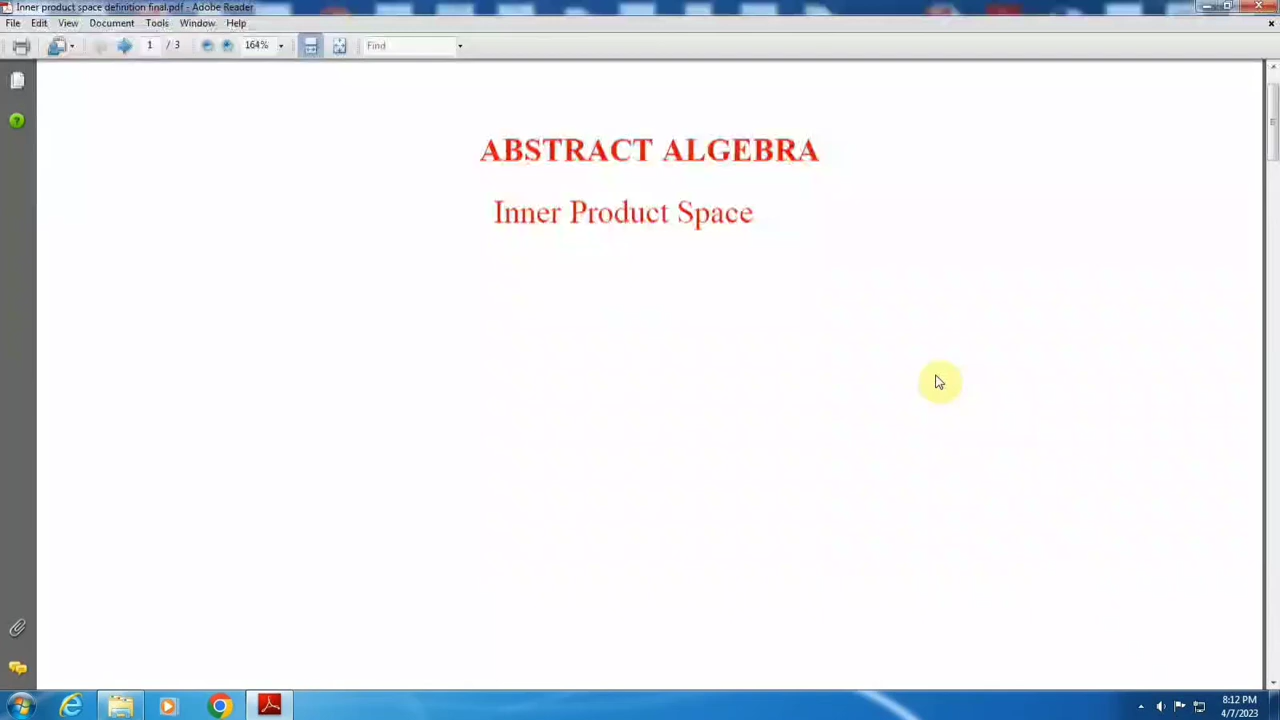 Inner product space definition final.pdf - Adobe Reader
File Edit View Document Tools Window Help
1 / 3 164% Find
ABSTRACT ALGEBRA
Inner Product Space
8:12 PM
4/7/2023